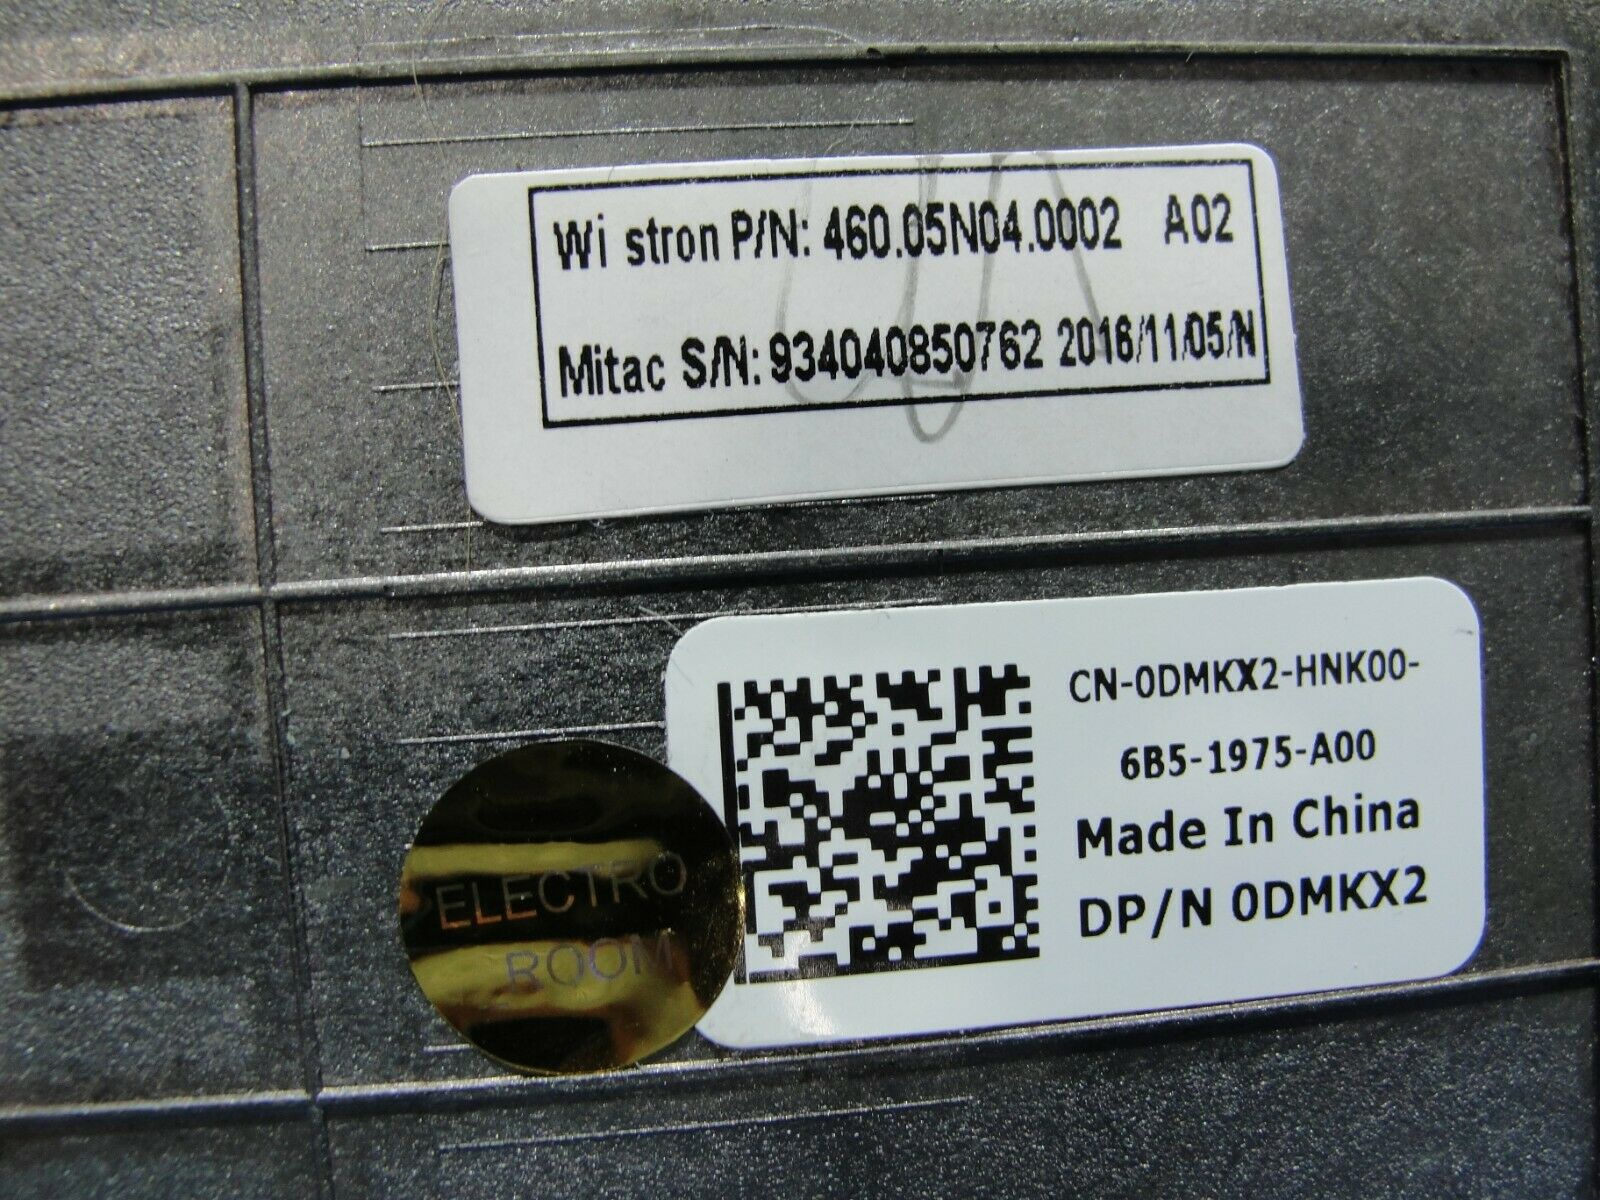 Wi stron P/N: 460.05N04.0002 A02
Mitac S/N: 934040850762 2016/11/05/N
CN-0DMKX2-HNK00-
6B5-1975-A00
Made In China
DP/N 0DMKX2
ELECTRO
ROOM